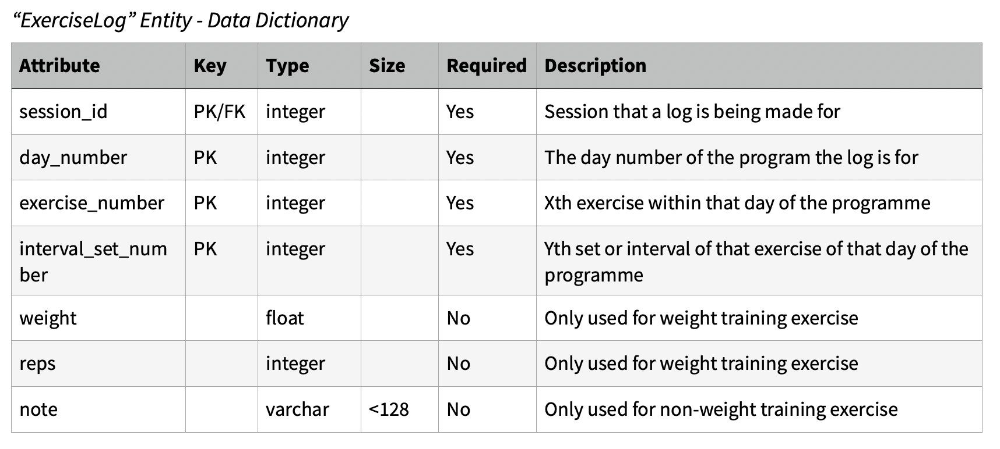 “ExerciseLog” Entity - Data Dictionary
Attribute Key Type Size Required Description
session_id PK/FK integer Yes Session that a log is being made for
day_number PK integer Yes The day number of the program the log is for
exercise_number PK integer Yes Xth exercise within that day of the programme
interval_set_num PK integer Yes Yth set or interval of that exercise of that day of the
ber programme
weight float No Only used for weight training exercise
reps integer No Only used for weight training exercise
note varchar <128 No Only used for non-weight training exercise